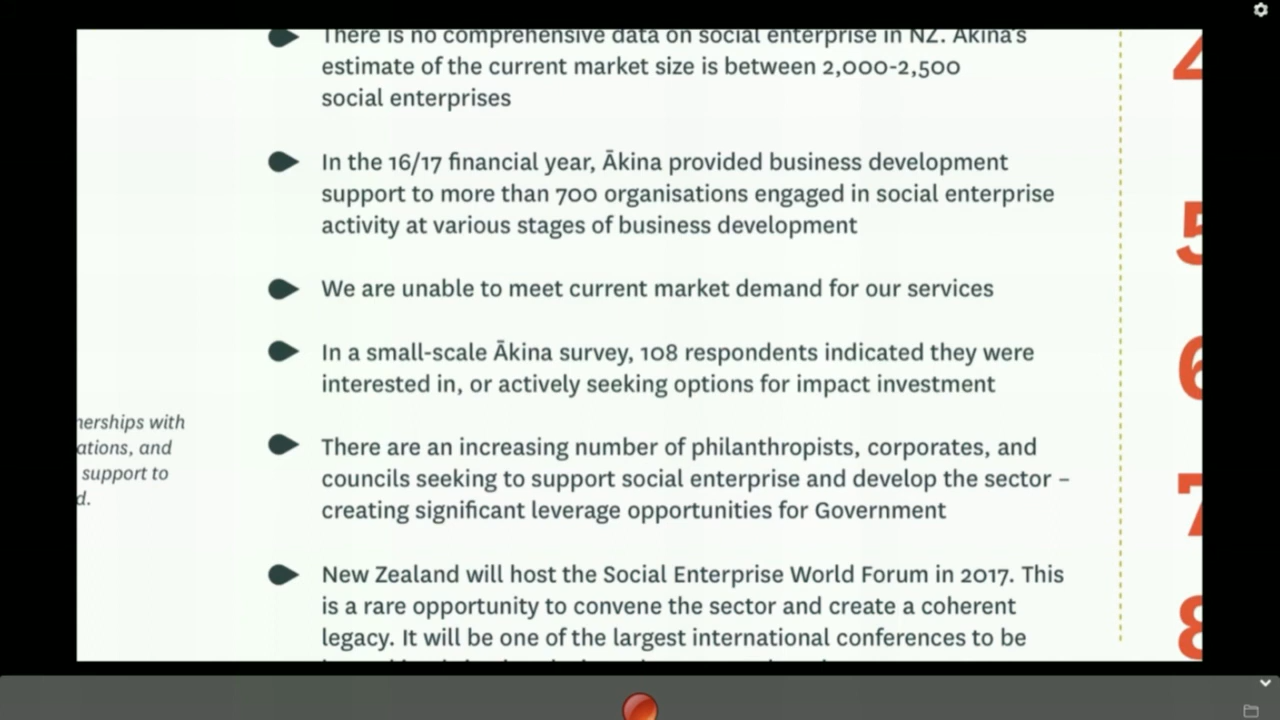 There is no comprehensive data on social enterprise in NZ. Ākina's
estimate of the current market size is between 2,000-2,500
social enterprises
In the 16/17 financial year, Ākina provided business development
support to more than 700 organisations engaged in social enterprise
activity at various stages of business development
We are unable to meet current market demand for our services
In a small-scale Ākina survey, 108 respondents indicated they were
interested in, or actively seeking options for impact investment
There are an increasing number of philanthropists, corporates, and
councils seeking to support social enterprise and develop the sector –
creating significant leverage opportunities for Government
New Zealand will host the Social Enterprise World Forum in 2017. This
is a rare opportunity to convene the sector and create a coherent
legacy. It will be one of the largest international conferences to be
nerships with
ations, and
support to
d.
4
5
6
7
8